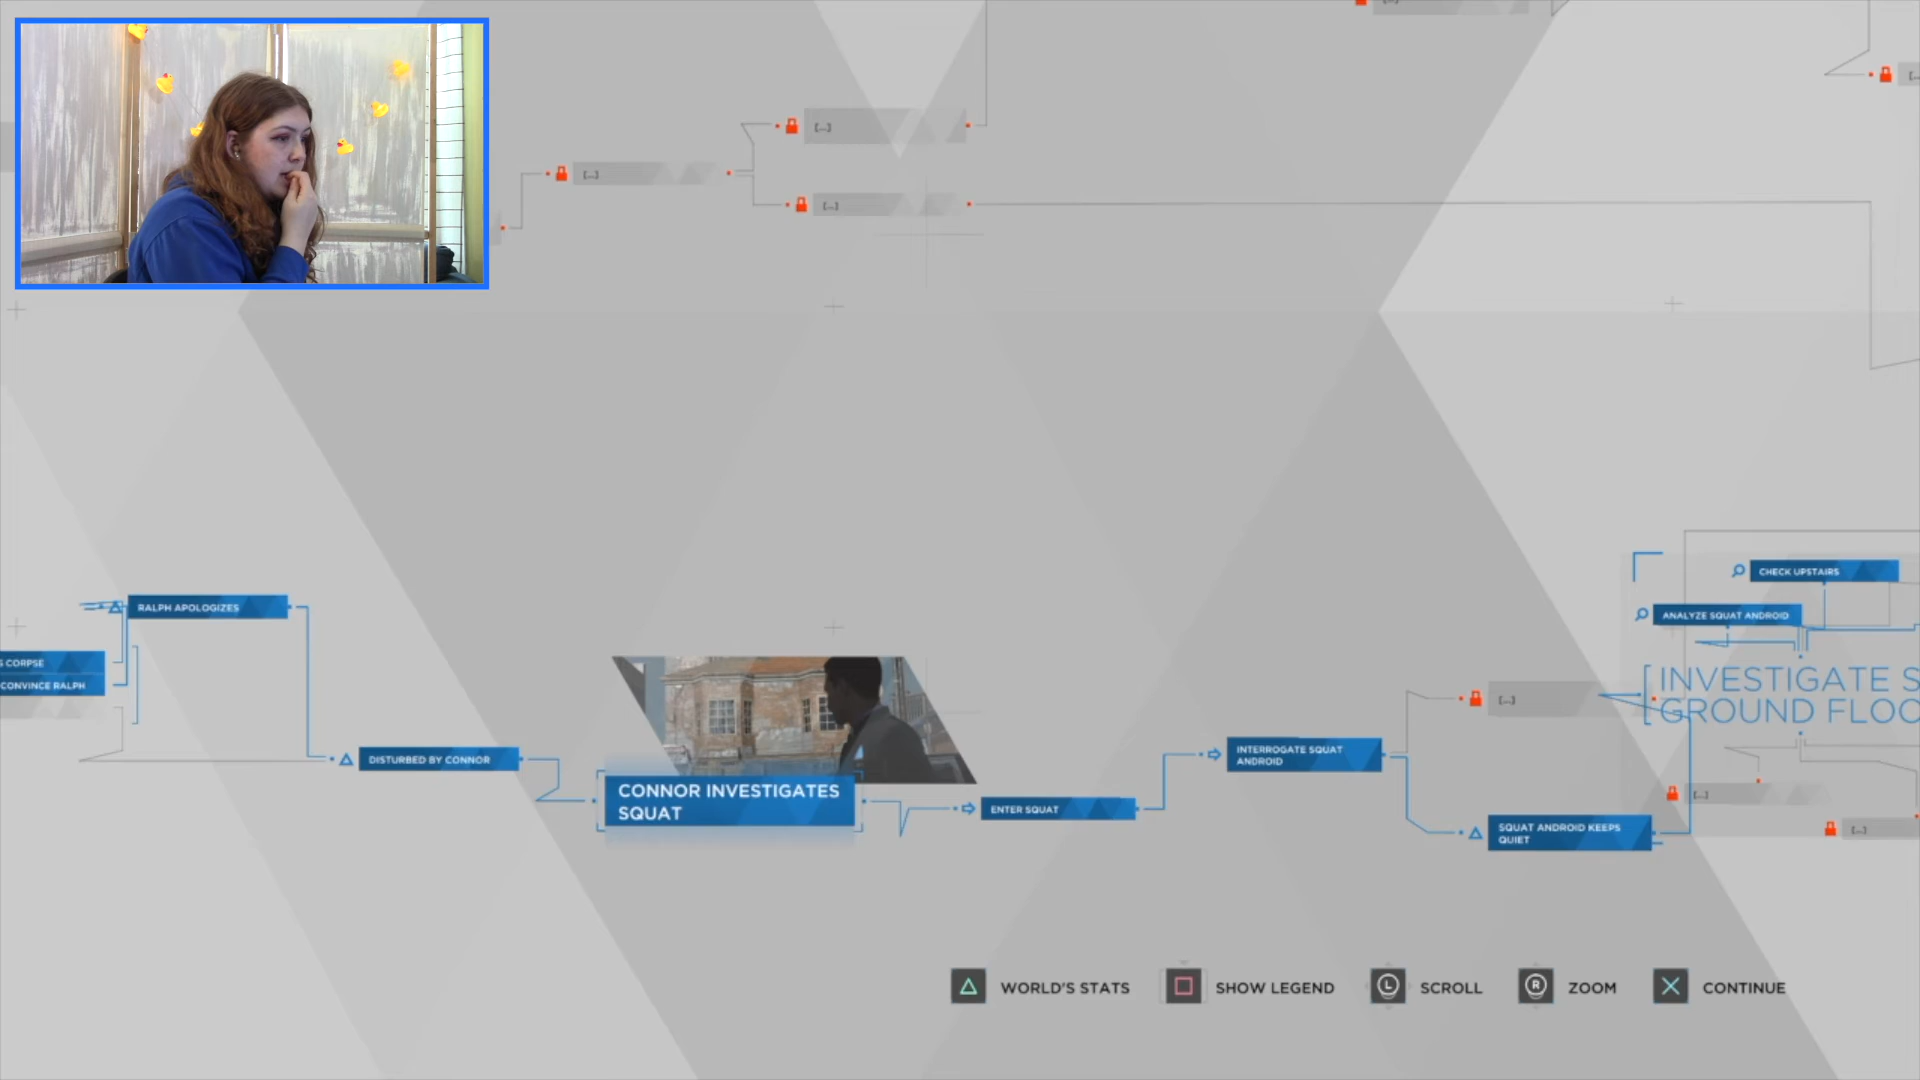 [...]
[...]
[...]
[...]
[...]
CHECK UPSTAIRS
RALPH APOLOGIZES
ANALYZE SQUAT ANDROID
S CORPSE
CONVINCE RALPH
[...]
INVESTIGATE S
GROUND FLOO
DISTURBED BY CONNOR
INTERROGATE SQUAT
ANDROID
CONNOR INVESTIGATES
SQUAT
ENTER SQUAT
[...]
SQUAT ANDROID KEEPS
QUIET
[...]
WORLD'S STATS
SHOW LEGEND
L
SCROLL
R
ZOOM
CONTINUE